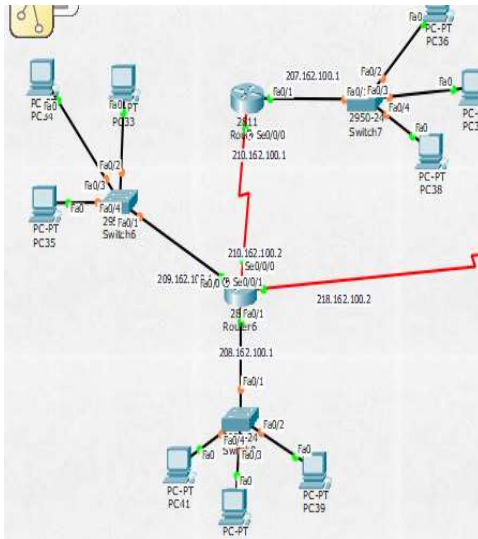 Fa0
PC-PT
PC36
Fa0/2
207.162.100.1
Fa0/1
Fa0/3
Fa0
Fa0/4
2950-24
Switch7
Fa0
PC-PT
PC38
2811
Se0/0/0
210.162.100.1
Fa0
Fa0/2
Fa0/3
Fa0
Fa0/4
Fa0/1
Switch6
PC-PT
PC35
210.162.100.2
Se0/0/0
Fa0/0
Se0/0/1
218.162.100.2
Fa0/1
Router6
208.162.100.1
Fa0/1
Fa0/2
Fa0/4
Fa0/3
Fa0
Fa0
Fa0
PC-PT
PC41
PC-PT
PC39
PC-PT